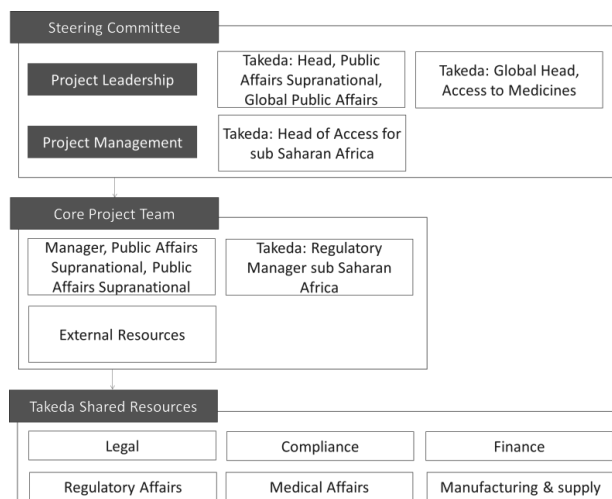 Steering Committee
Project Leadership
Takeda: Head, Public
Affairs Supranational,
Global Public Affairs
Takeda: Global Head,
Access to Medicines
Project Management
Takeda: Head of Access for
sub Saharan Africa
Core Project Team
Manager, Public Affairs
Supranational, Public
Affairs Supranational
Takeda: Regulatory
Manager sub Saharan
Africa
External Resources
Takeda Shared Resources
Legal
Compliance
Finance
Regulatory Affairs
Medical Affairs
Manufacturing & supply